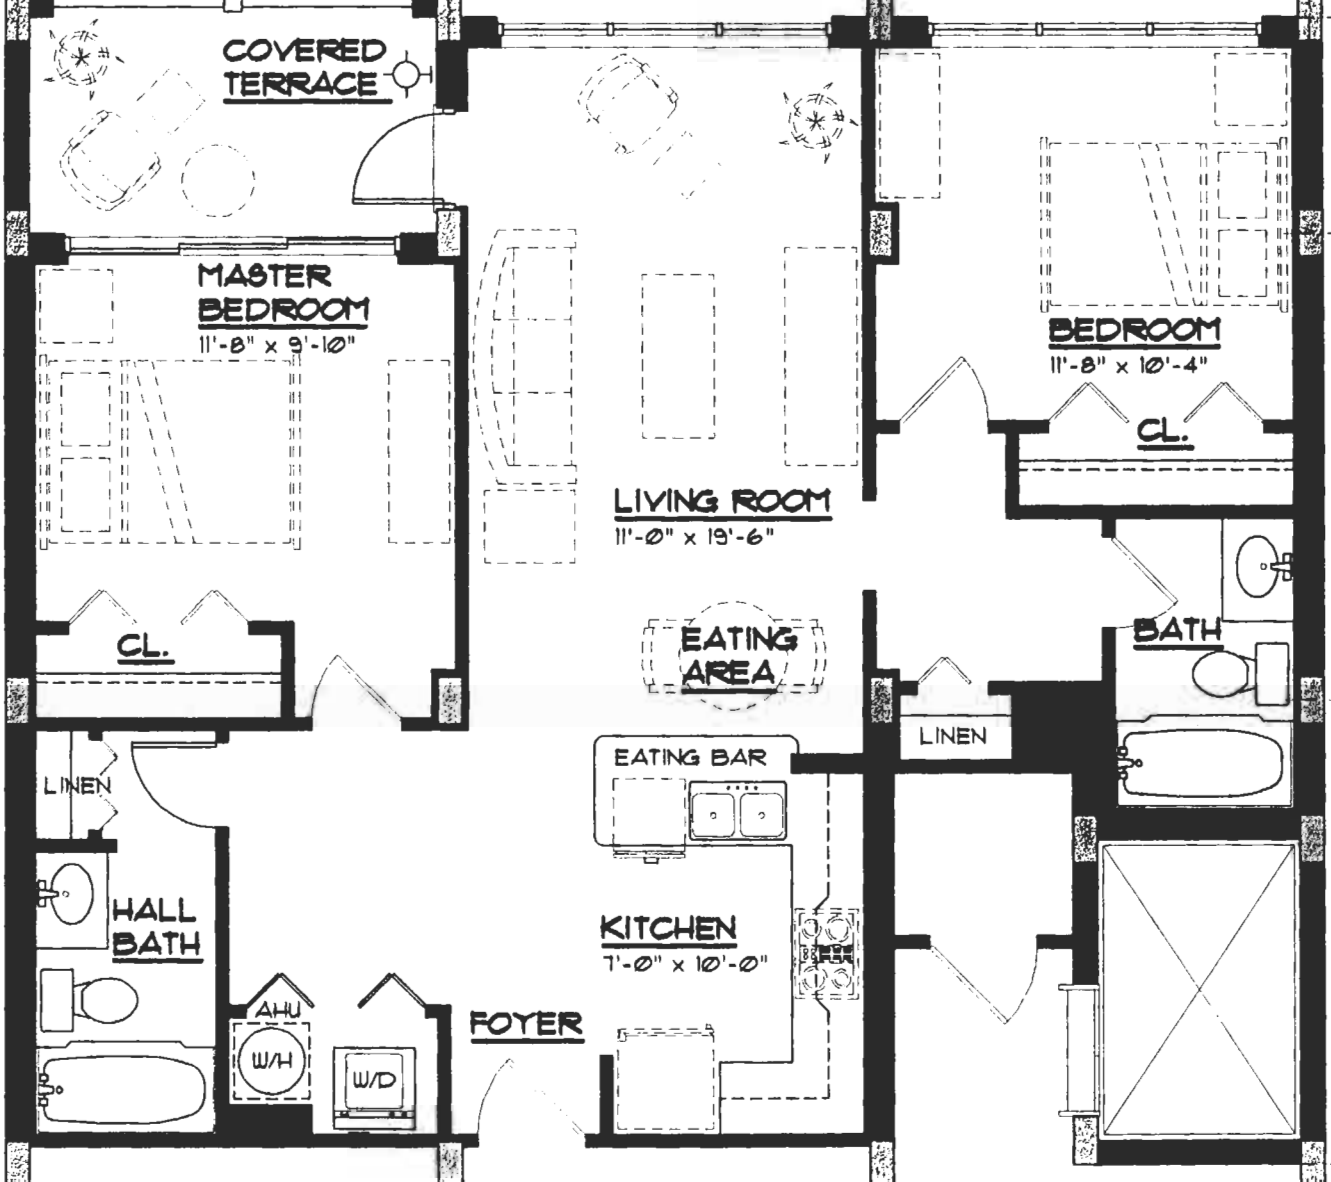 COVERED
TERRACE
MASTER
BEDROOM
11'-8" x 9'-10"
BEDROOM
11'-8" x 10'-4"
CL.
LIVING ROOM
11'-0" x 19'-6"
CL.
EATING
AREA
BATH
LINEN
EATING BAR
LINEN
HALL
BATH
KITCHEN
7'-0" x 10'-0"
AHU
FOYER
W/H
W/D